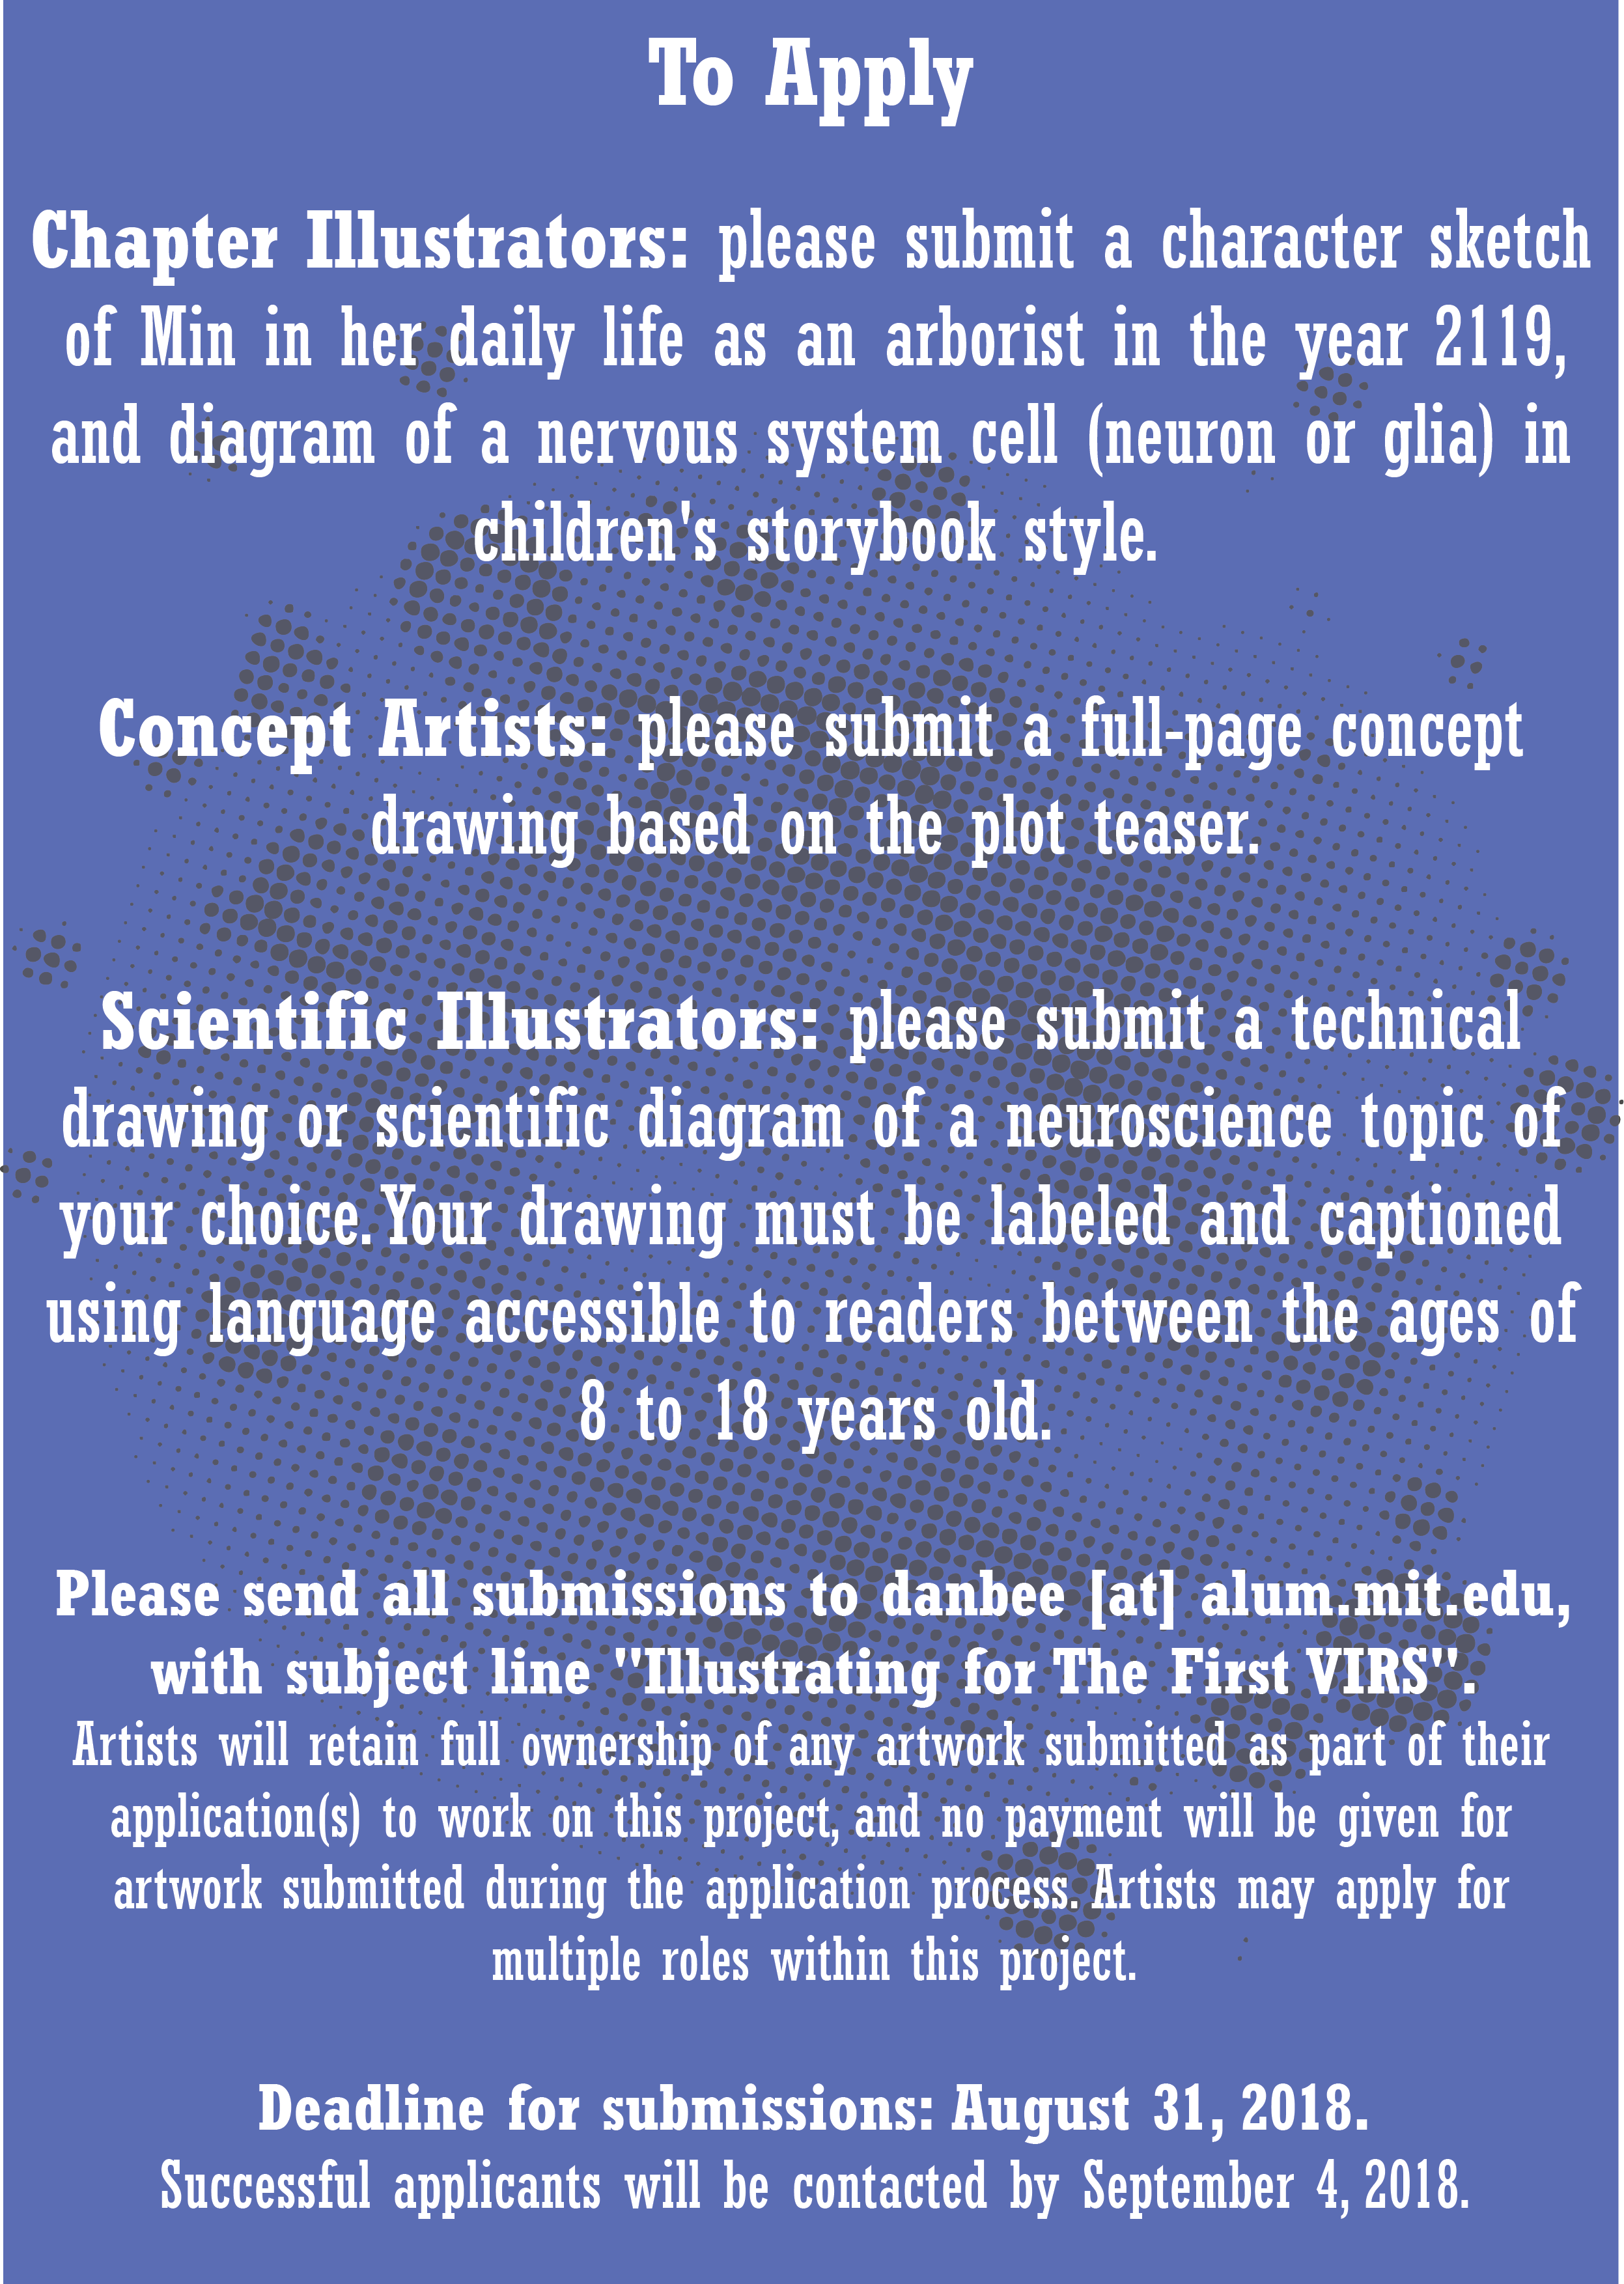 To Apply
Chapter Illustrators: please submit a character sketch
of Min in her daily life as an arborist in the year 2119,
and diagram of a nervous system cell (neuron or glia) in
children's storybook style.
Concept Artists: please submit a full-page concept
drawing based on the plot teaser.
Scientific Illustrators: please submit a technical
drawing or scientific diagram of a neuroscience topic of
your choice. Your drawing must be labeled and captioned
using language accessible to readers between the ages of
8 to 18 years old.
Please send all submissions to danbee [at] alum.mit.edu,
with subject line "Illustrating for The First VIRS".
Artists will retain full ownership of any artwork submitted as part of their
application(s) to work on this project, and no payment will be given for
artwork submitted during the application process. Artists may apply for
multiple roles within this project.
Deadline for submissions: August 31, 2018.
Successful applicants will be contacted by September 4, 2018.